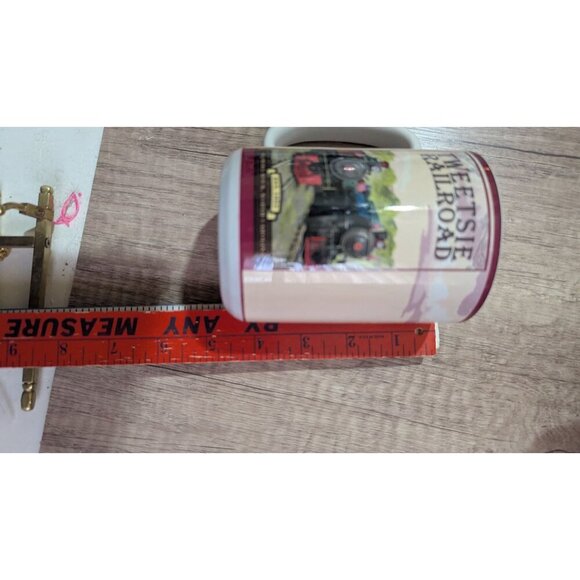 TWEETSIE
RAILROAD
BY ANY MEASURE
1 2 3 4 5 6 7 8 9